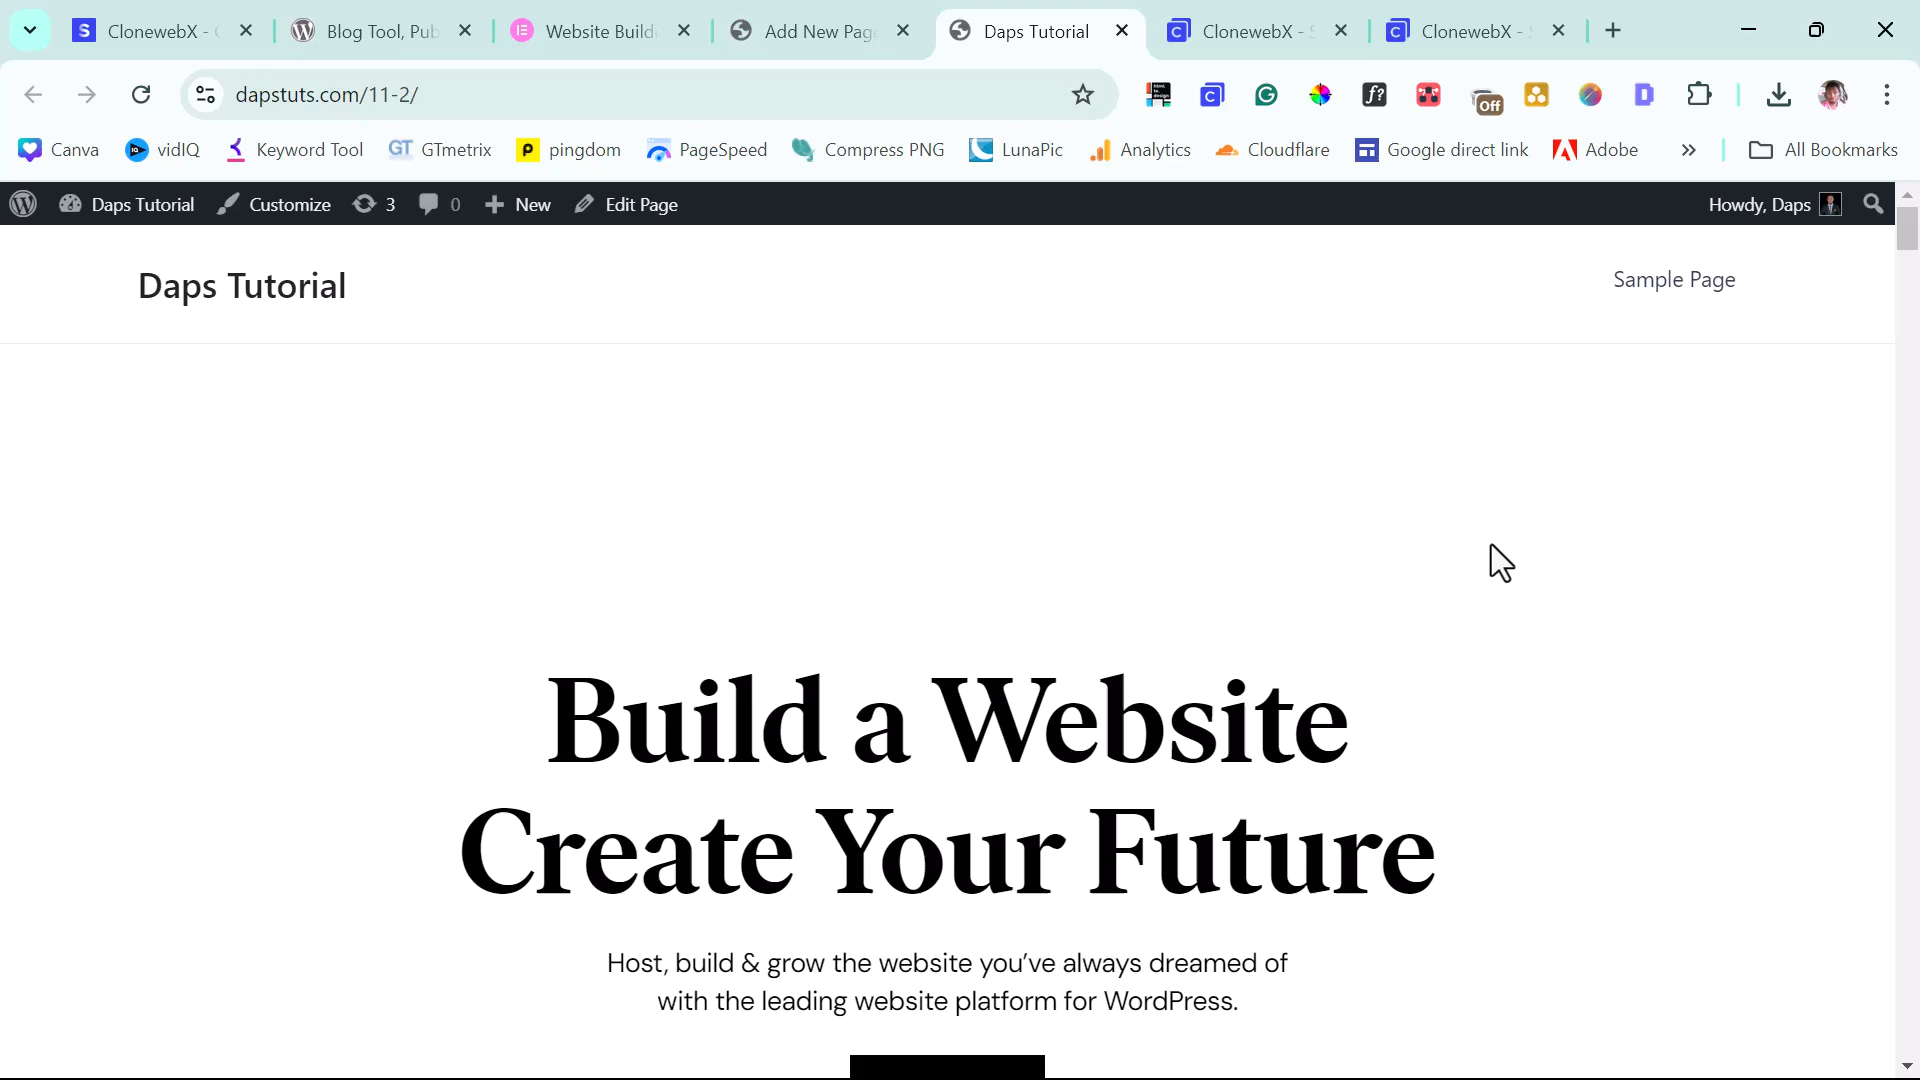 ClonewebX -
Blog Tool, Pub
Website Build
Add New Page
Daps Tutorial
ClonewebX - S
ClonewebX - S
dapstuts.com/11-2/
Off
Canva
vidIQ
Keyword Tool
GTmetrix
pingdom
PageSpeed
Compress PNG
LunaPic
Analytics
Cloudflare
Google direct link
Adobe
All Bookmarks
Daps Tutorial
Customize
3
0
New
Edit Page
Howdy, Daps
Daps Tutorial
Sample Page
Build a Website
Create Your Future
Host, build & grow the website you’ve always dreamed of
with the leading website platform for WordPress.